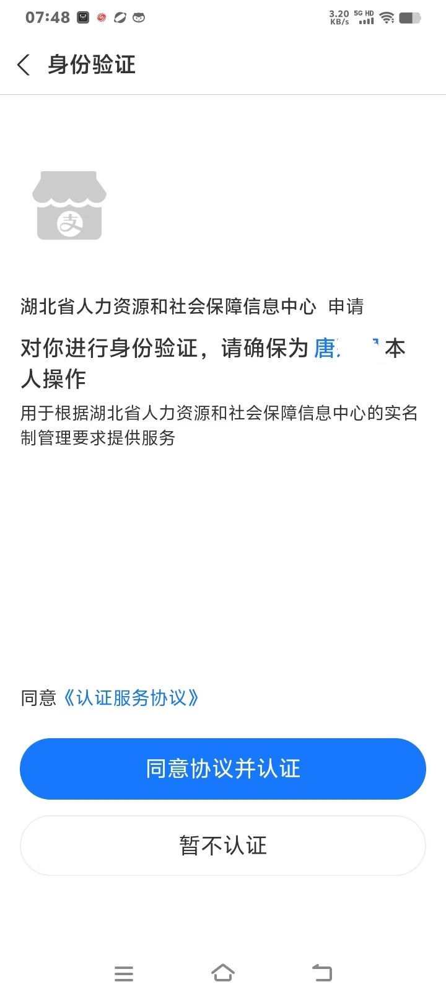 07:48
3.20 KB/s 5G HD
身份验证
支
湖北省人力资源和社会保障信息中心 申请
对你进行身份验证，请确保为 唐 本
人操作
用于根据湖北省人力资源和社会保障信息中心的实名
制管理要求提供服务
同意《认证服务协议》
同意协议并认证
暂不认证